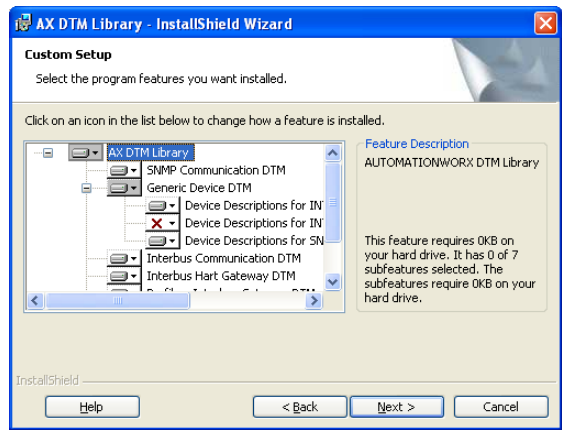 AX DTM Library - InstallShield Wizard
Custom Setup
Select the program features you want installed.
Click on an icon in the list below to change how a feature is installed.
AX DTM Library
SNMP Communication DTM
Generic Device DTM
Device Descriptions for IN
Device Descriptions for IN
Device Descriptions for SN
Interbus Communication DTM
Interbus Hart Gateway DTM
Feature Description
AUTOMATIONWORX DTM Library
This feature requires 0KB on
your hard drive. It has 0 of 7
subfeatures selected. The
subfeatures require 0KB on your
hard drive.
InstallShield
Help
< Back
Next >
Cancel